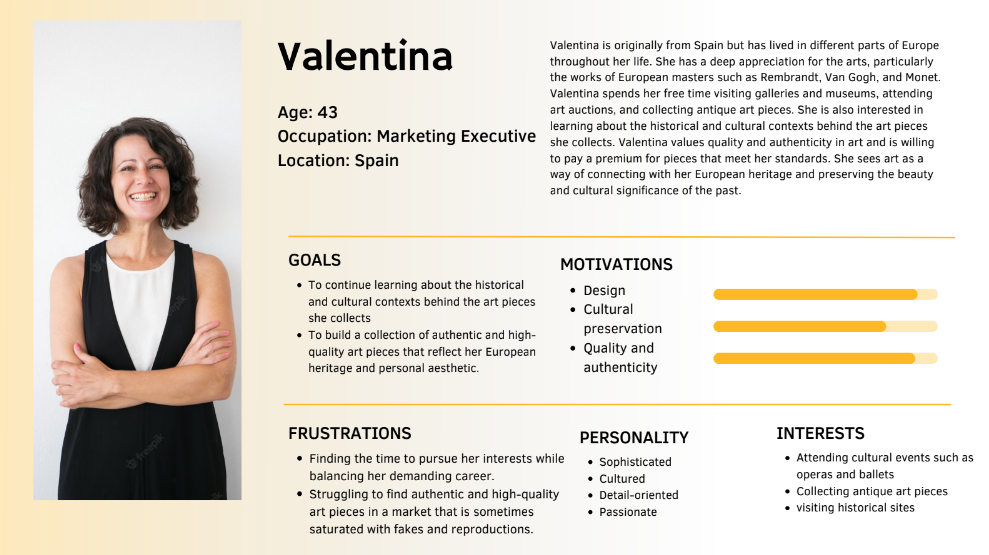 Valentina
Age: 43
Occupation: Marketing Executive
Location: Spain
Valentina is originally from Spain but has lived in different parts of Europe
throughout her life. She has a deep appreciation for the arts, particularly
the works of European masters such as Rembrandt, Van Gogh, and Monet.
Valentina spends her free time visiting galleries and museums, attending
art auctions, and collecting antique art pieces. She is also interested in
learning about the historical and cultural contexts behind the art pieces
she collects. Valentina values quality and authenticity in art and is willing
to pay a premium for pieces that meet her standards. She sees art as a
way of connecting with her European heritage and preserving the beauty
and cultural significance of the past.
GOALS
• To continue learning about the historical
and cultural contexts behind the art pieces
she collects
• To build a collection of authentic and high-
quality art pieces that reflect her European
heritage and personal aesthetic.
MOTIVATIONS
• Design
• Cultural
preservation
• Quality and
authenticity
FRUSTRATIONS
• Finding the time to pursue her interests while
balancing her demanding career.
• Struggling to find authentic and high-quality
art pieces in a market that is sometimes
saturated with fakes and reproductions.
PERSONALITY
• Sophisticated
• Cultured
• Detail-oriented
• Passionate
INTERESTS
• Attending cultural events such as
operas and ballets
• Collecting antique art pieces
• visiting historical sites
freepik